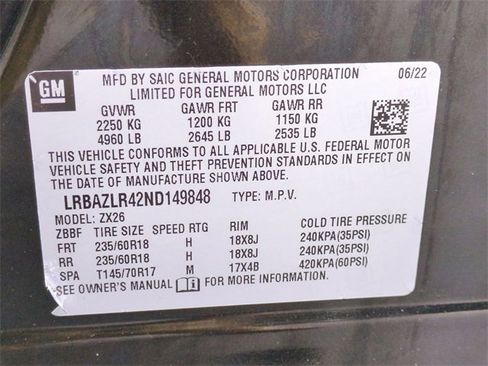 GM
MFD BY SAIC GENERAL MOTORS CORPORATION 06/22
LIMITED FOR GENERAL MOTORS LLC
GVWR GAWR FRT GAWR RR
2250 KG 1200 KG 1150 KG
4960 LB 2645 LB 2535 LB
THIS VEHICLE CONFORMS TO ALL APPLICABLE U.S. FEDERAL MOTOR
VEHICLE SAFETY AND THEFT PREVENTION STANDARDS IN EFFECT ON
THE DATE OF MANUFACTURE SHOWN ABOVE.
LRBAZLR42ND149848 TYPE: M.P.V.
MODEL: ZX26
ZBBF TIRE SIZE SPEED RTG RIM COLD TIRE PRESSURE
FRT 235/60R18 H 18X8J 240KPA(35PSI)
RR 235/60R18 H 18X8J 240KPA(35PSI)
SPA T145/70R17 M 17X4B 420KPA(60PSI)
SEE OWNER'S MANUAL FOR MORE INFORMATION.